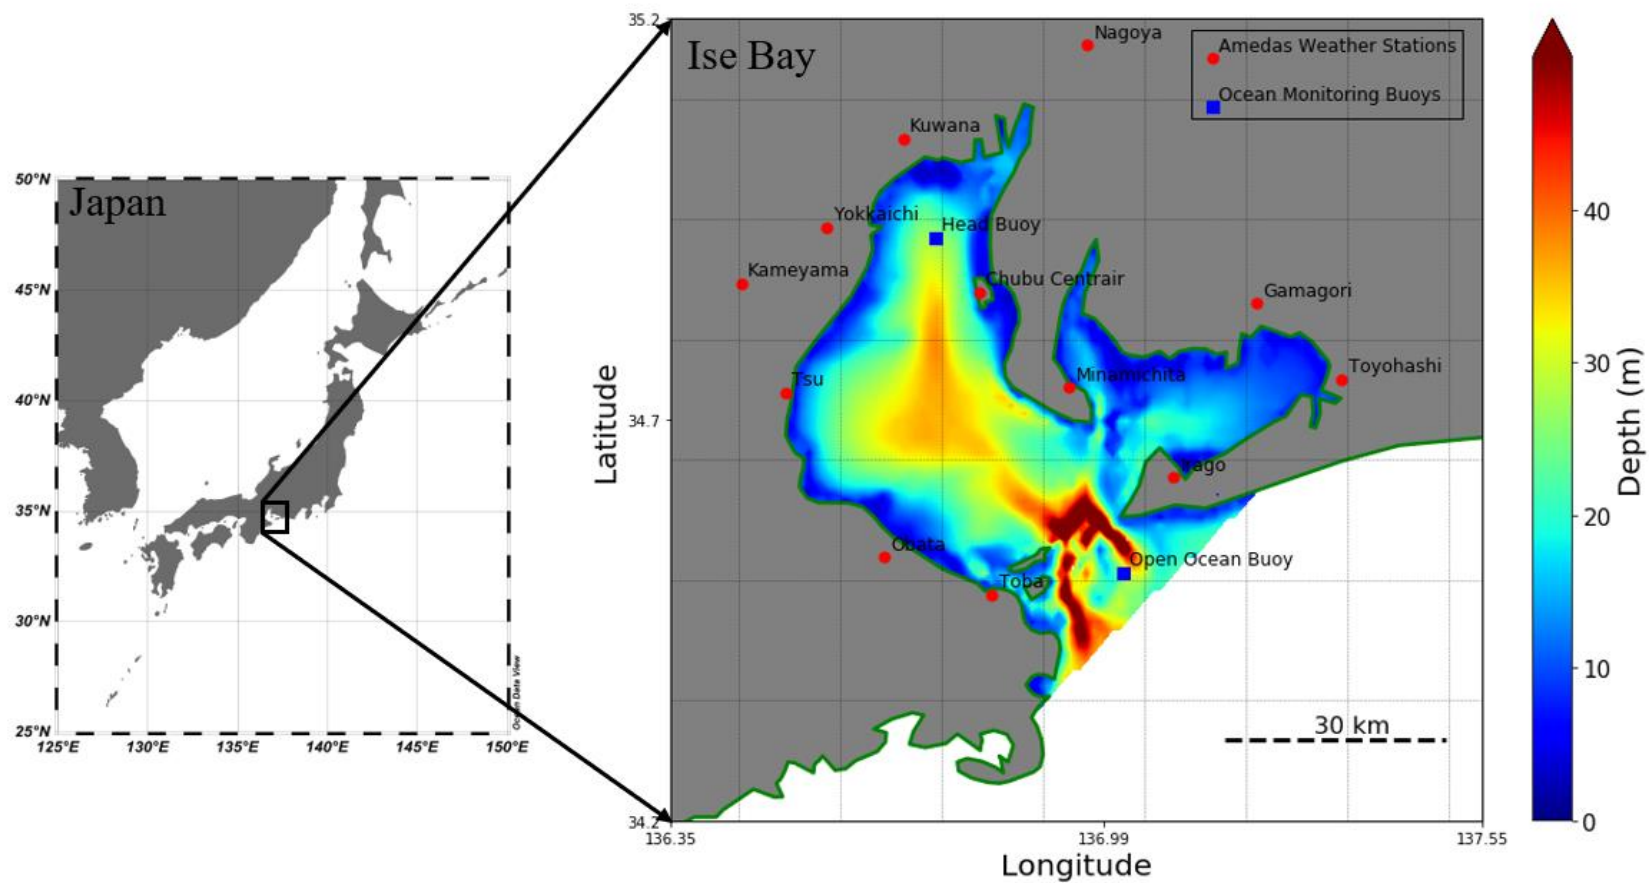 Japan
50°N
45°N
40°N
35°N
30°N
25°N
125°E
130°E
135°E
140°E
145°E
150°E
Ocean Data View
Ise Bay
35.2
34.7
34.2
Latitude
136.35
136.99
137.55
Longitude
Nagoya
Amedas Weather Stations
Ocean Monitoring Buoys
Kuwana
Yokkaichi
Head Buoy
Kameyama
Chubu Centrair
Gamagori
Tsu
Minamichita
Toyohashi
Obata
Open Ocean Buoy
Toba
30 km
40
30
20
10
0
Depth (m)